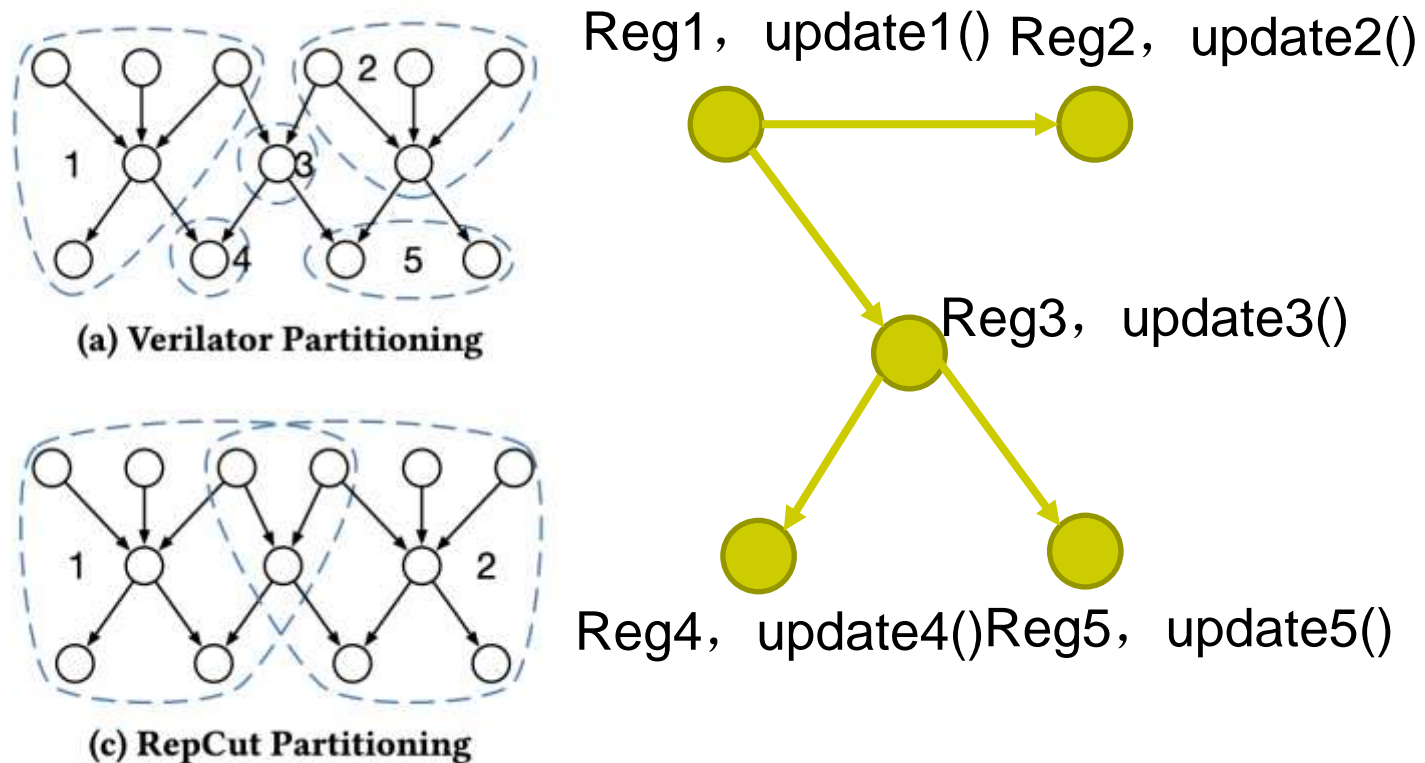 2
1
3
4
5
(a) Verilator Partitioning
1
2
(c) RepCut Partitioning
Reg1，update1()
Reg2，update2()
Reg3，update3()
Reg4，update4()
Reg5，update5()